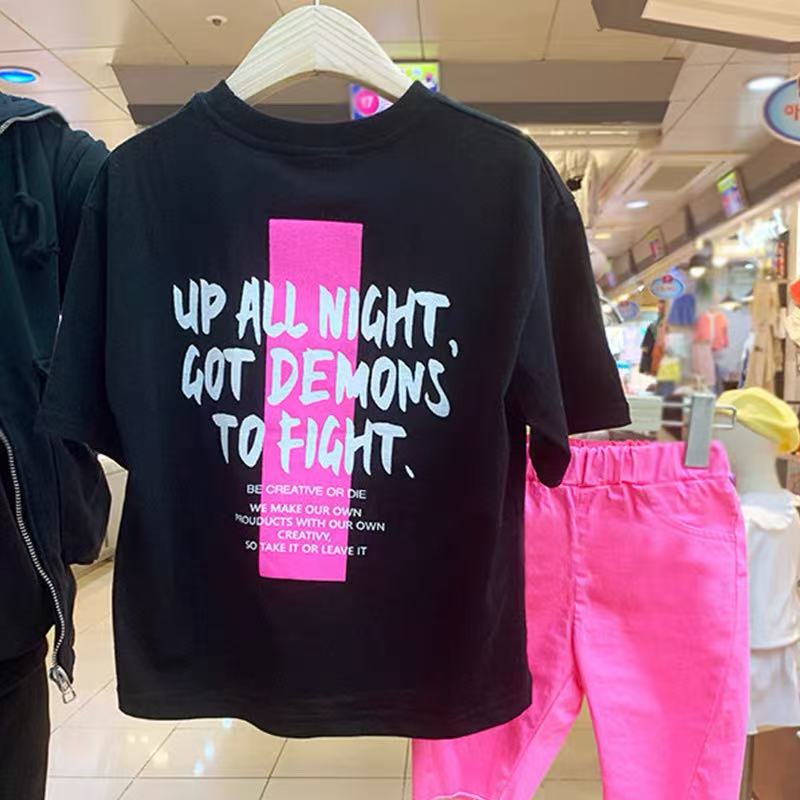 UP ALL NIGHT,
GOT DEMONS
TO FIGHT.
BE CREATIVE OR DIE
WE MAKE OUR OWN
PROUDUCTS WITH OUR OWN
CREATIVY,
SO TAKE IT OR LEAVE IT